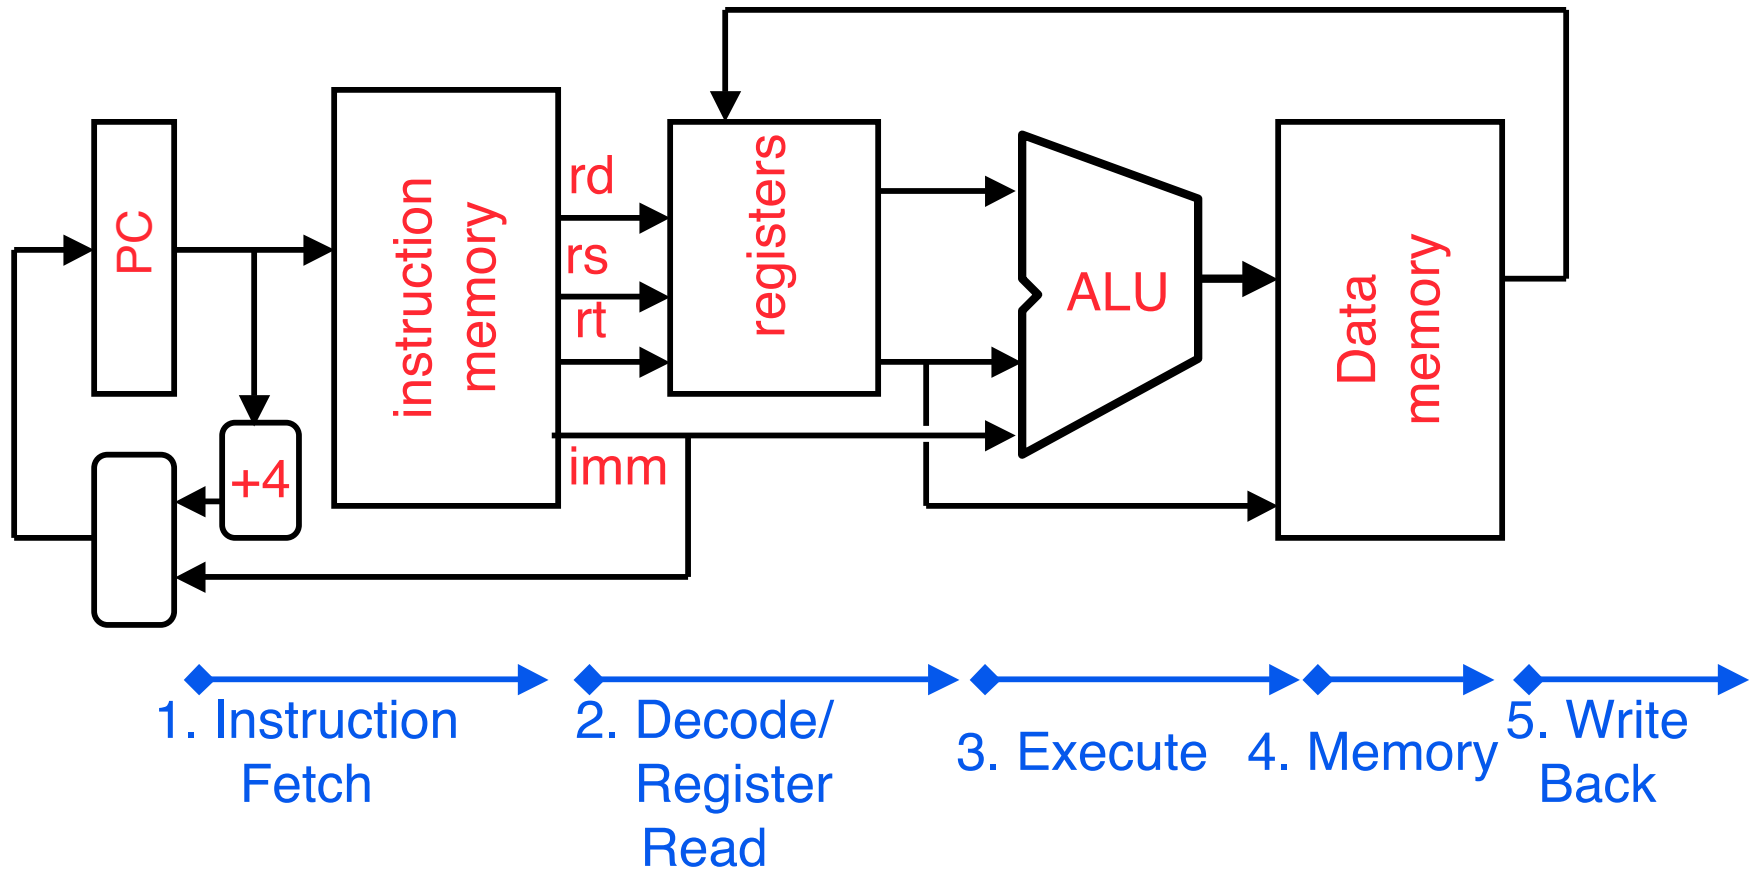 PC
+4
instruction
memory
rd
rs
rt
imm
registers
ALU
Data
memory
1. Instruction
Fetch
2. Decode/
Register
Read
3. Execute
4. Memory
5. Write
Back